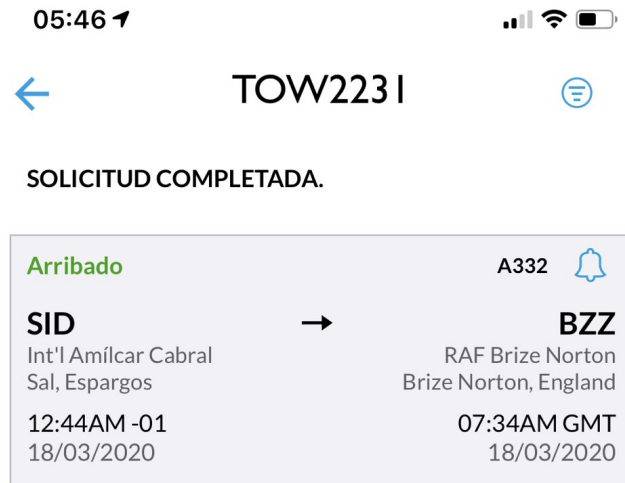 05:46
TOW2231
SOLICITUD COMPLETADA.
Arribado A332
SID → BZZ
Int'l Amílcar Cabral RAF Brize Norton
Sal, Espargos Brize Norton, England
12:44AM -01 07:34AM GMT
18/03/2020 18/03/2020